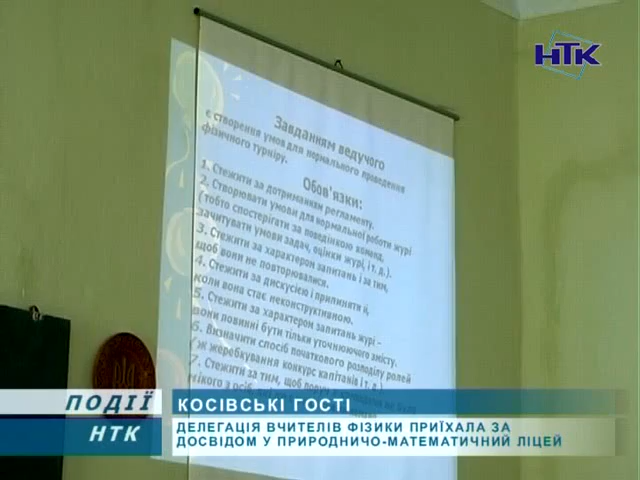 НТК
Завданням ведучого
є створення умов для нормального проведення
фізичного турніру.
Обов'язки:
1. Стежити за дотриманням регламенту.
2. Створювати умови для нормальної роботи журі
(тобто спостерігати за поведінкою команд,
зачитувати умови задач, оцінки журі, і т. д.).
3. Стежити за характером запитань і за тим,
щоб вони не повторювалися.
4. Стежити за дискусією і припиняти її,
коли вона стає неконструктивною.
5. Стежити за характером запитань журі –
вони повинні бути тільки уточнюючого змісту.
6. Визначити спосіб початкового розподілу ролей
( жеребкування конкурс капітанів і т. д.)
7. Стежити за тим, щоб
ПОДІЇ
НТК
КОСІВСЬКІ ГОСТІ
ДЕЛЕГАЦІЯ ВЧИТЕЛІВ ФІЗИКИ ПРИЇХАЛА ЗА
ДОСВІДОМ У ПРИРОДНИЧО-МАТЕМАТИЧНИЙ ЛІЦЕЙ